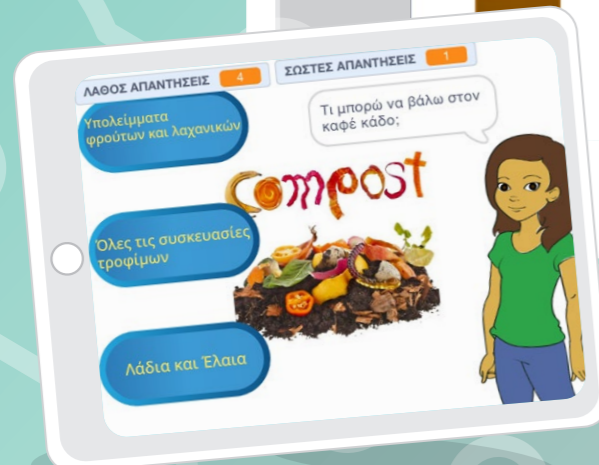 ΛΑΘΟΣ ΑΠΑΝΤΗΣΕΙΣ 4
ΣΩΣΤΕΣ ΑΠΑΝΤΗΣΕΙΣ 1
Τι μπορώ να βάλω στον
καφέ κάδο;
Υπολείμματα
φρούτων και λαχανικών
compost
Όλες τις συσκευασίες
τροφίμων
Λάδια και Έλαια